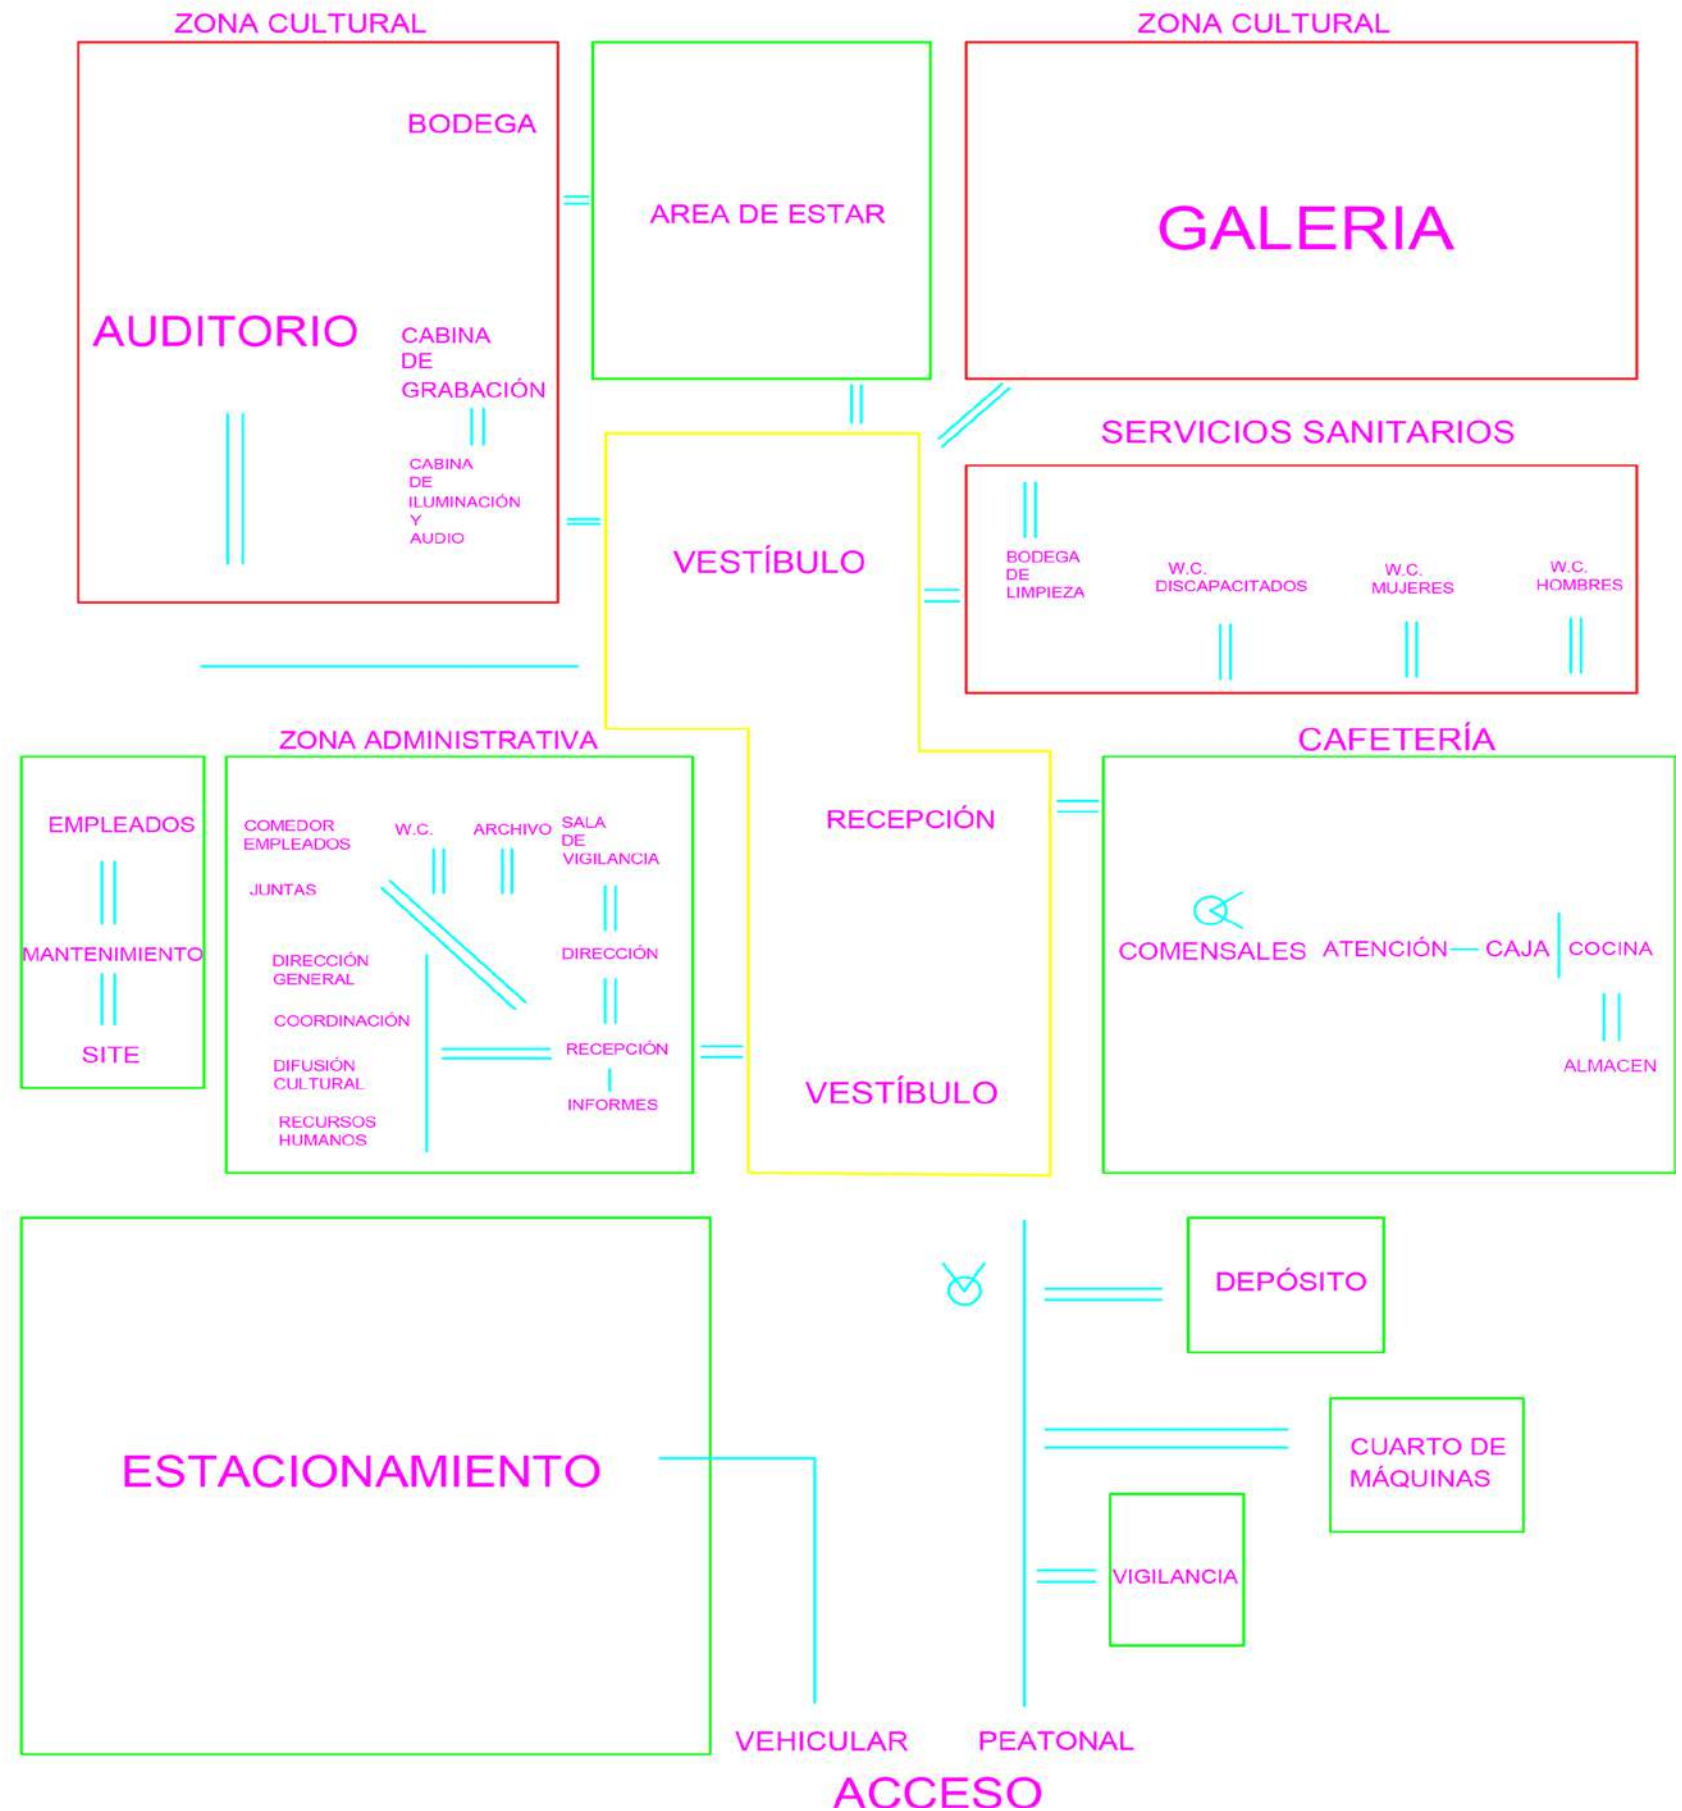 ZONA CULTURAL
BODEGA
AUDITORIO
CABINA
DE
GRABACIÓN
CABINA
DE
ILUMINACIÓN
Y
AUDIO
AREA DE ESTAR
ZONA CULTURAL
GALERIA
SERVICIOS SANITARIOS
BODEGA
DE
LIMPIEZA
W.C.
DISCAPACITADOS
W.C.
MUJERES
W.C.
HOMBRES
VESTÍBULO
RECEPCIÓN
VESTÍBULO
EMPLEADOS
MANTENIMIENTO
SITE
ZONA ADMINISTRATIVA
COMEDOR
EMPLEADOS
W.C.
ARCHIVO
SALA
DE
VIGILANCIA
JUNTAS
DIRECCIÓN
GENERAL
COORDINACIÓN
DIFUSIÓN
CULTURAL
RECURSOS
HUMANOS
DIRECCIÓN
RECEPCIÓN
INFORMES
CAFETERÍA
COMENSALES
ATENCIÓN
CAJA
COCINA
ALMACEN
ESTACIONAMIENTO
DEPÓSITO
CUARTO DE
MÁQUINAS
VIGILANCIA
VEHICULAR
PEATONAL
ACCESO